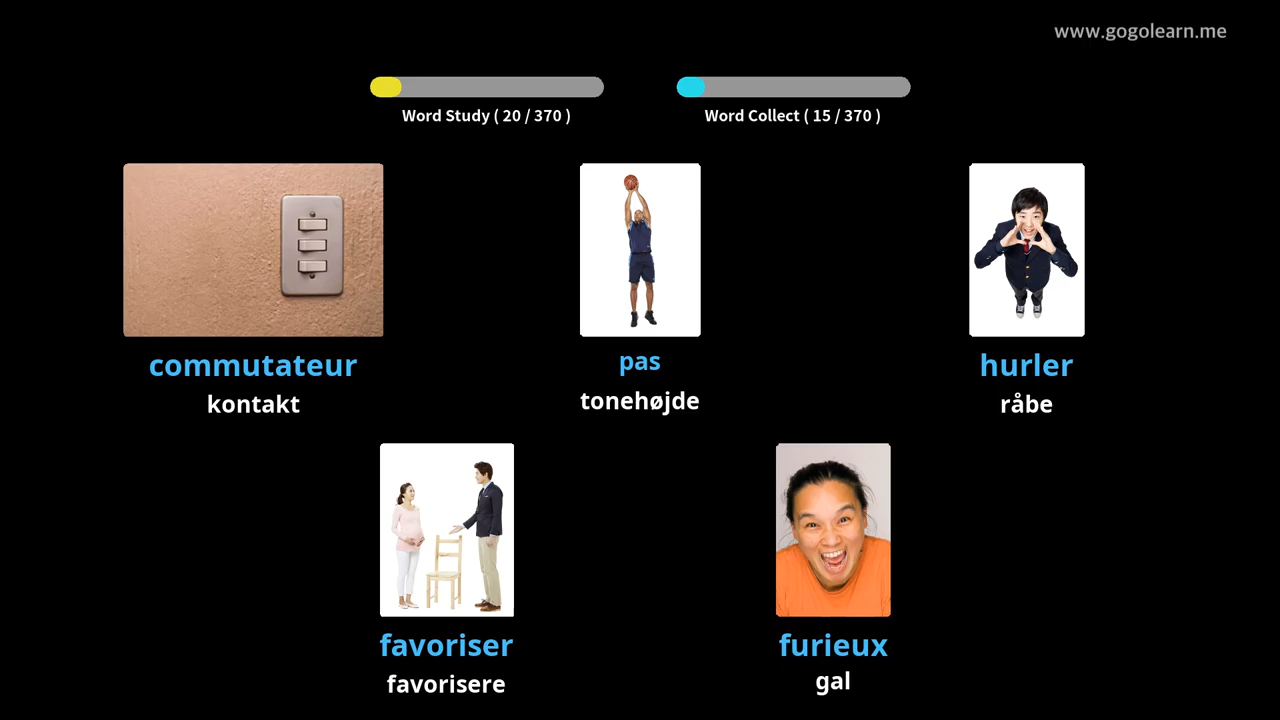 www.gogolearn.me
Word Study ( 20 / 370 )
Word Collect ( 15 / 370 )
commutateur
kontakt
pas
tonehøjde
hurler
råbe
favoriser
favorisere
furieux
gal